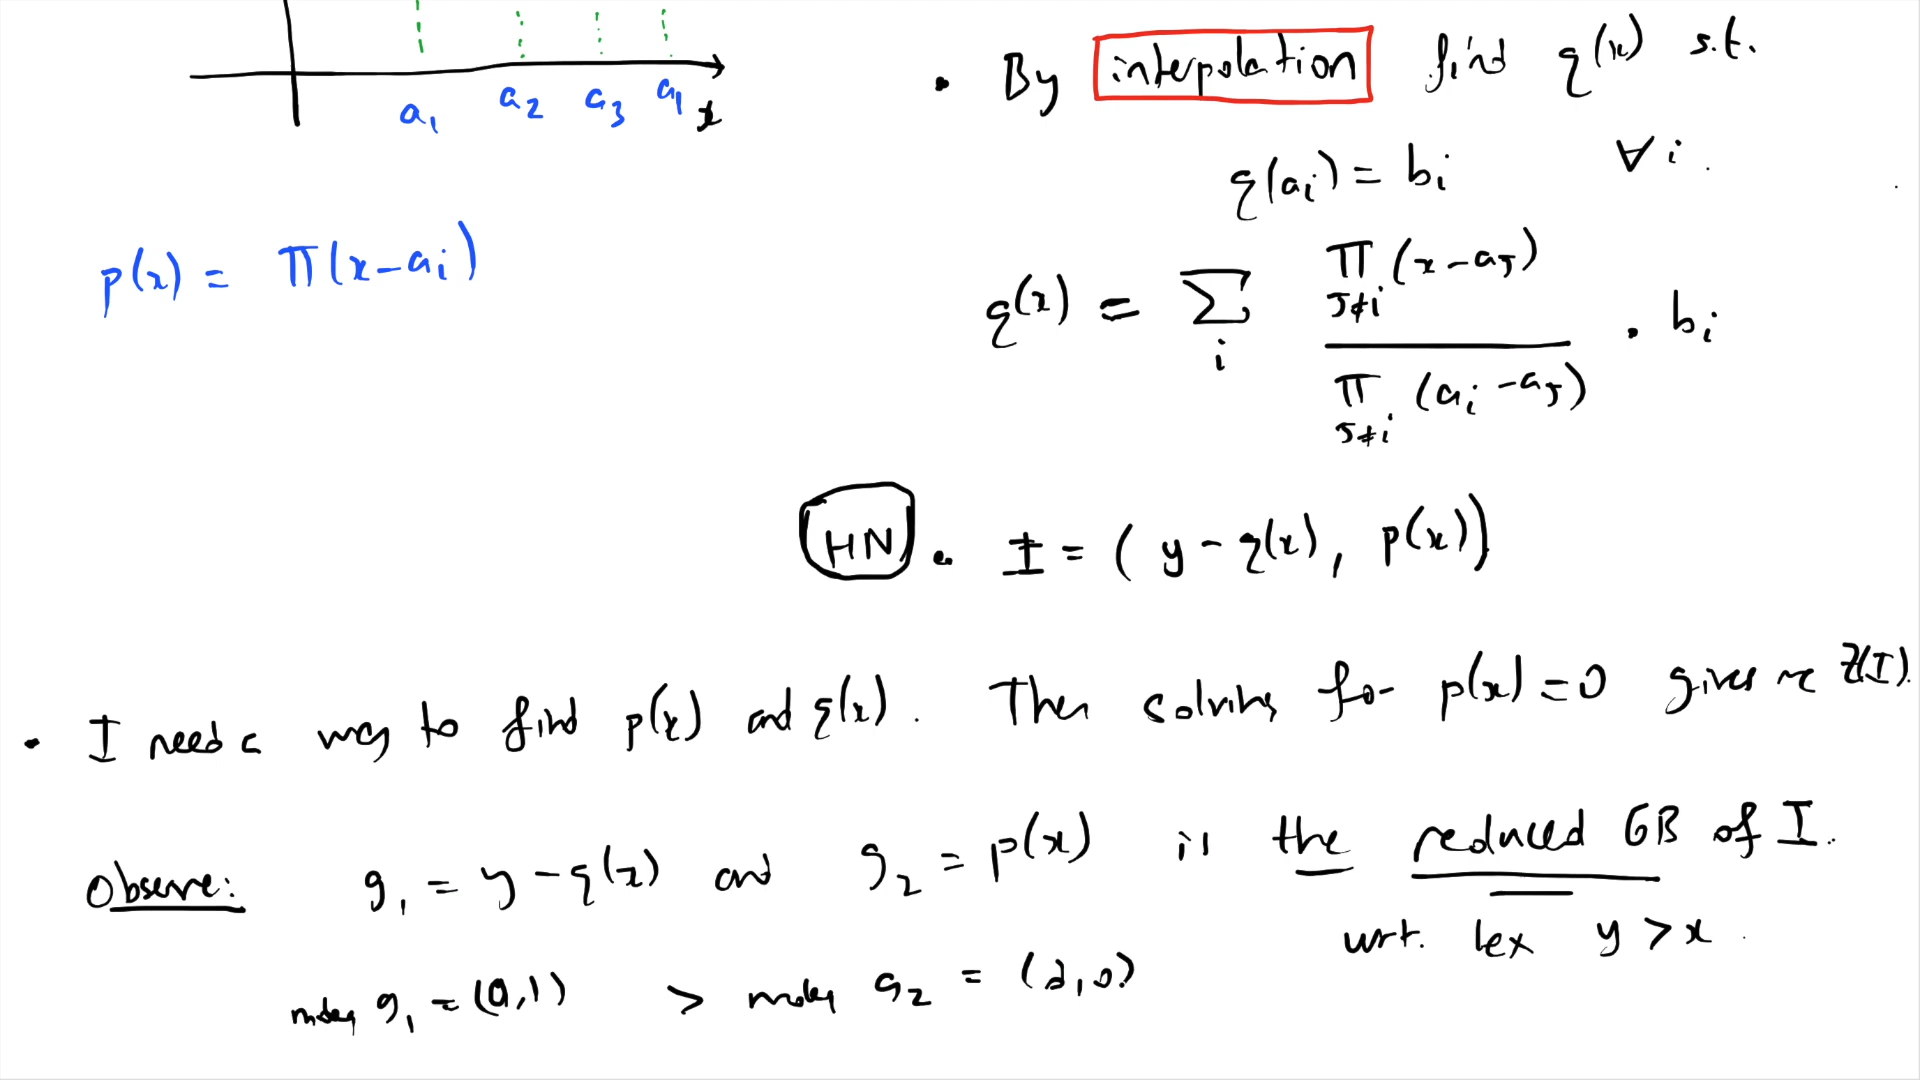 a₁ a₂ a₃ a₄ x
• By interpolation find q(x) s.t.
q(aᵢ) = bᵢ ∀ i.
p(x) = Π(x-aᵢ)
q(x) = Σᵢ Π_{j≠i} (x-aⱼ) / Π_{j≠i} (aᵢ-aⱼ) · bᵢ
HN • I = ( y - q(x), p(x))
• I need a way to find p(x) and q(x). Then solving for p(x)=0 gives me Z(I).
Observe: g₁ = y - q(x) and g₂ = p(x) is the reduced GB of I.
wrt. lex y > x.
mdeg g₁ = (0,1) > mdeg g₂ = (d,0)